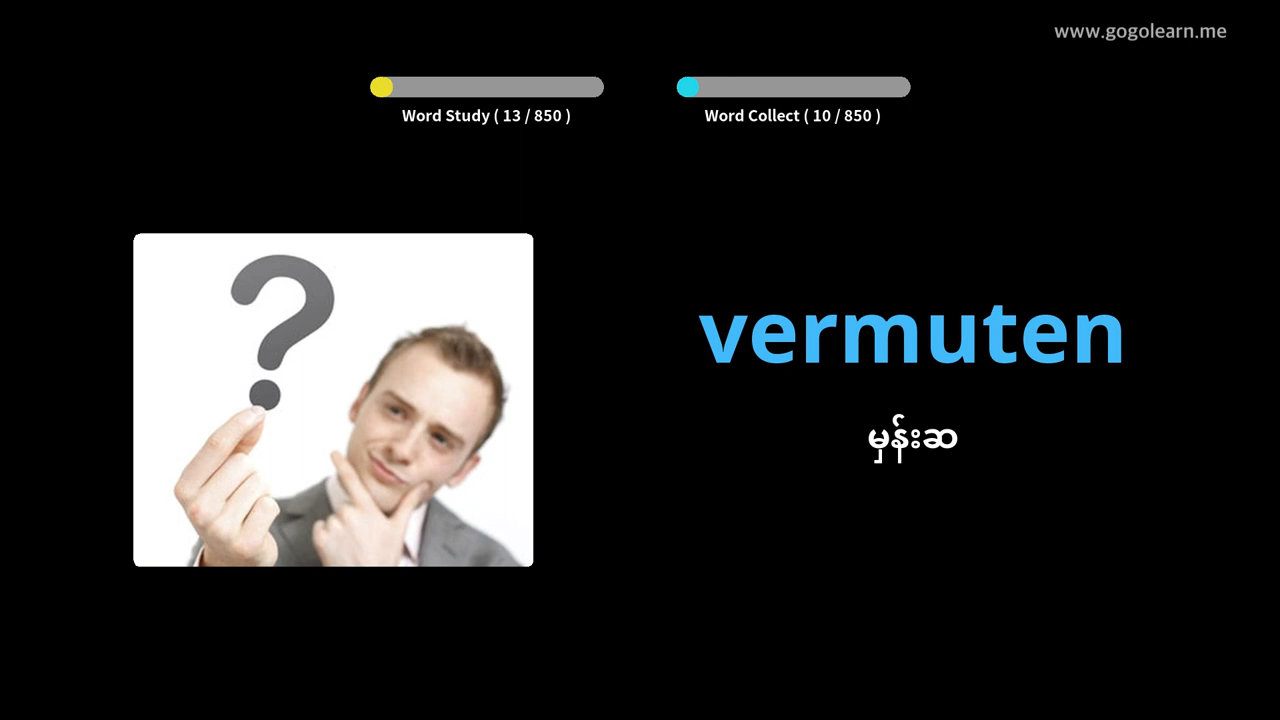 www.gogolearn.me
Word Study ( 13 / 850 )
Word Collect ( 10 / 850 )
vermuten
မှန်းဆ